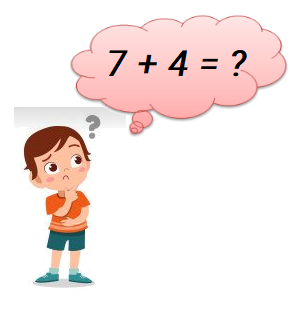 7 + 4 = ?
?